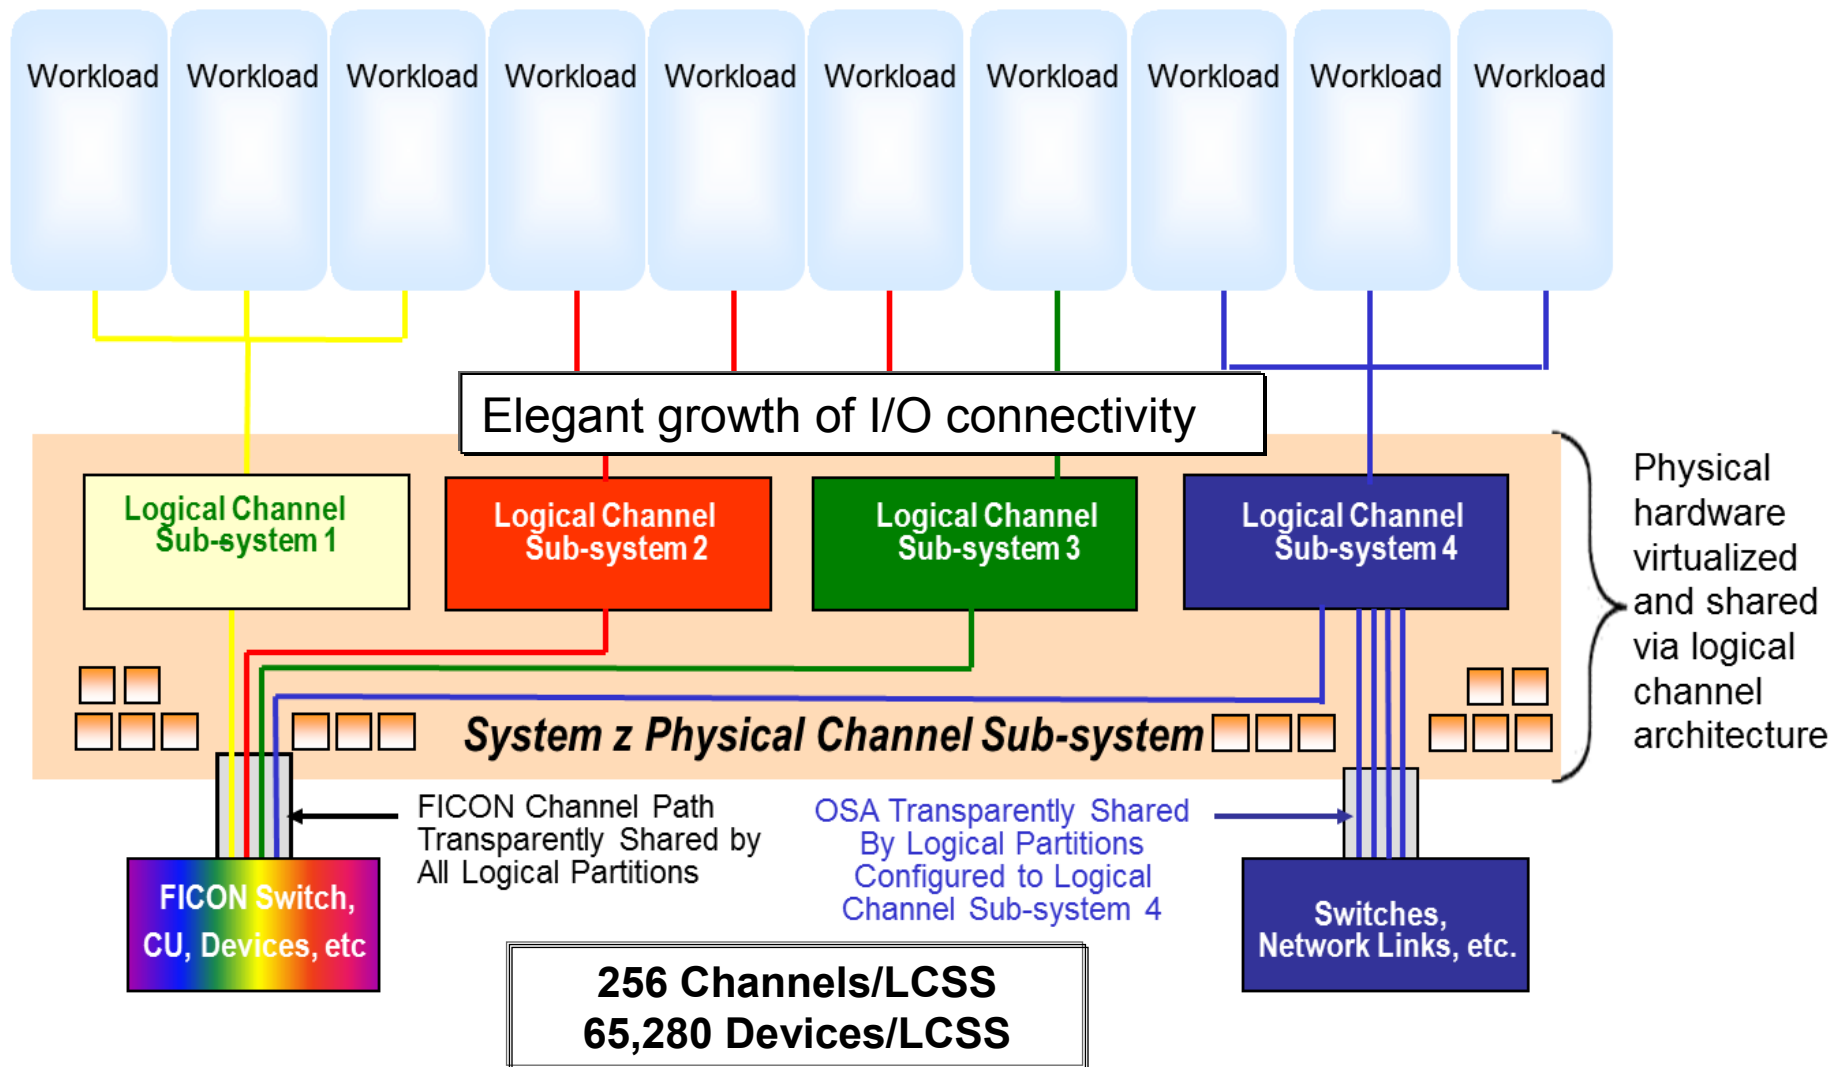 Workload Workload Workload Workload Workload Workload Workload Workload Workload Workload
Elegant growth of I/O connectivity
Logical Channel
Sub-system 1
Logical Channel
Sub-system 2
Logical Channel
Sub-system 3
Logical Channel
Sub-system 4
Physical
hardware
virtualized
and shared
via logical
channel
architecture
System z Physical Channel Sub-system
FICON Channel Path
Transparently Shared by
All Logical Partitions
OSA Transparently Shared
By Logical Partitions
Configured to Logical
Channel Sub-system 4
FICON Switch,
CU, Devices, etc
Switches,
Network Links, etc.
256 Channels/LCSS
65,280 Devices/LCSS